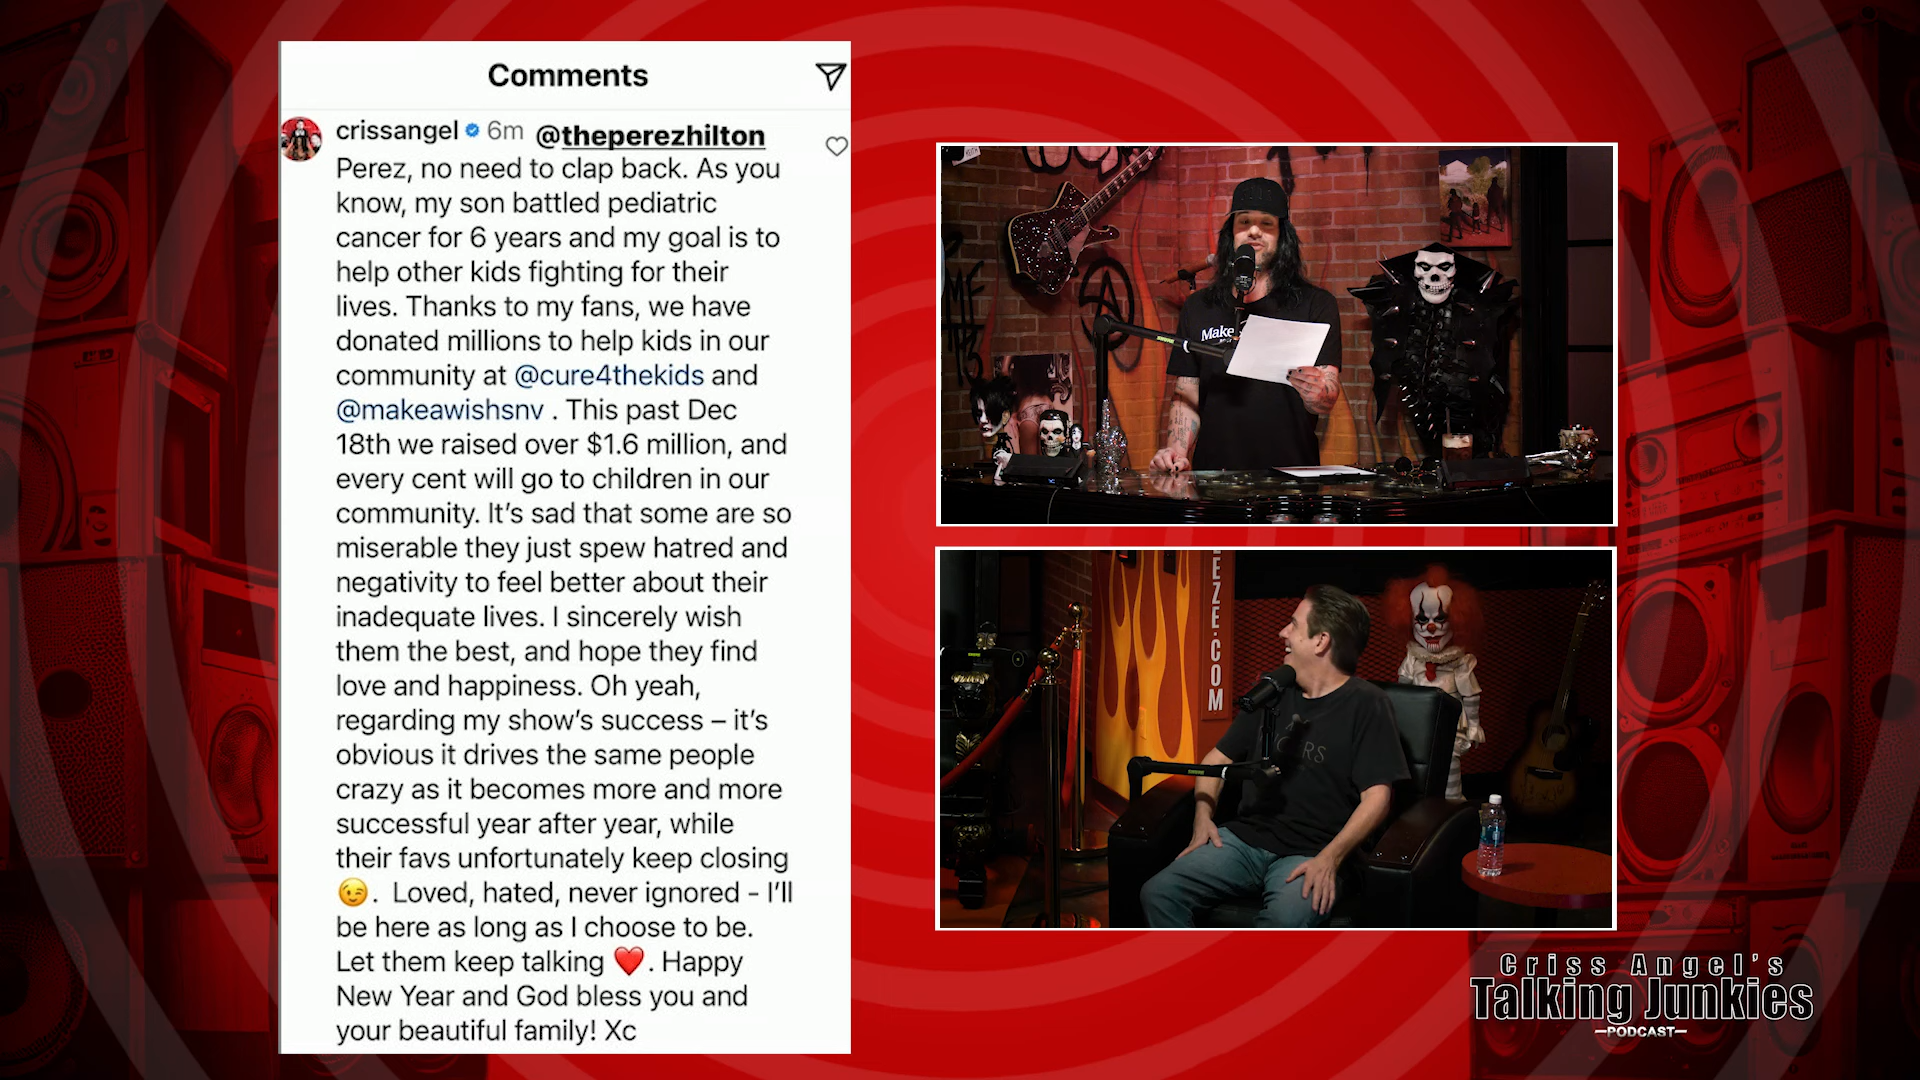 Comments
crissangel 6m @theperezhilton
Perez, no need to clap back. As you
know, my son battled pediatric
cancer for 6 years and my goal is to
help other kids fighting for their
lives. Thanks to my fans, we have
donated millions to help kids in our
community at @cure4thekids and
@makeawishsnv . This past Dec
18th we raised over $1.6 million, and
every cent will go to children in our
community. It’s sad that some are so
miserable they just spew hatred and
negativity to feel better about their
inadequate lives. I sincerely wish
them the best, and hope they find
love and happiness. Oh yeah,
regarding my show’s success – it’s
obvious it drives the same people
crazy as it becomes more and more
successful year after year, while
their favs unfortunately keep closing
😉. Loved, hated, never ignored - I’ll
be here as long as I choose to be.
Let them keep talking ❤️. Happy
New Year and God bless you and
your beautiful family! Xc
Make
EZE.COM
Criss Angel's
Talking Junkies
—PODCAST—